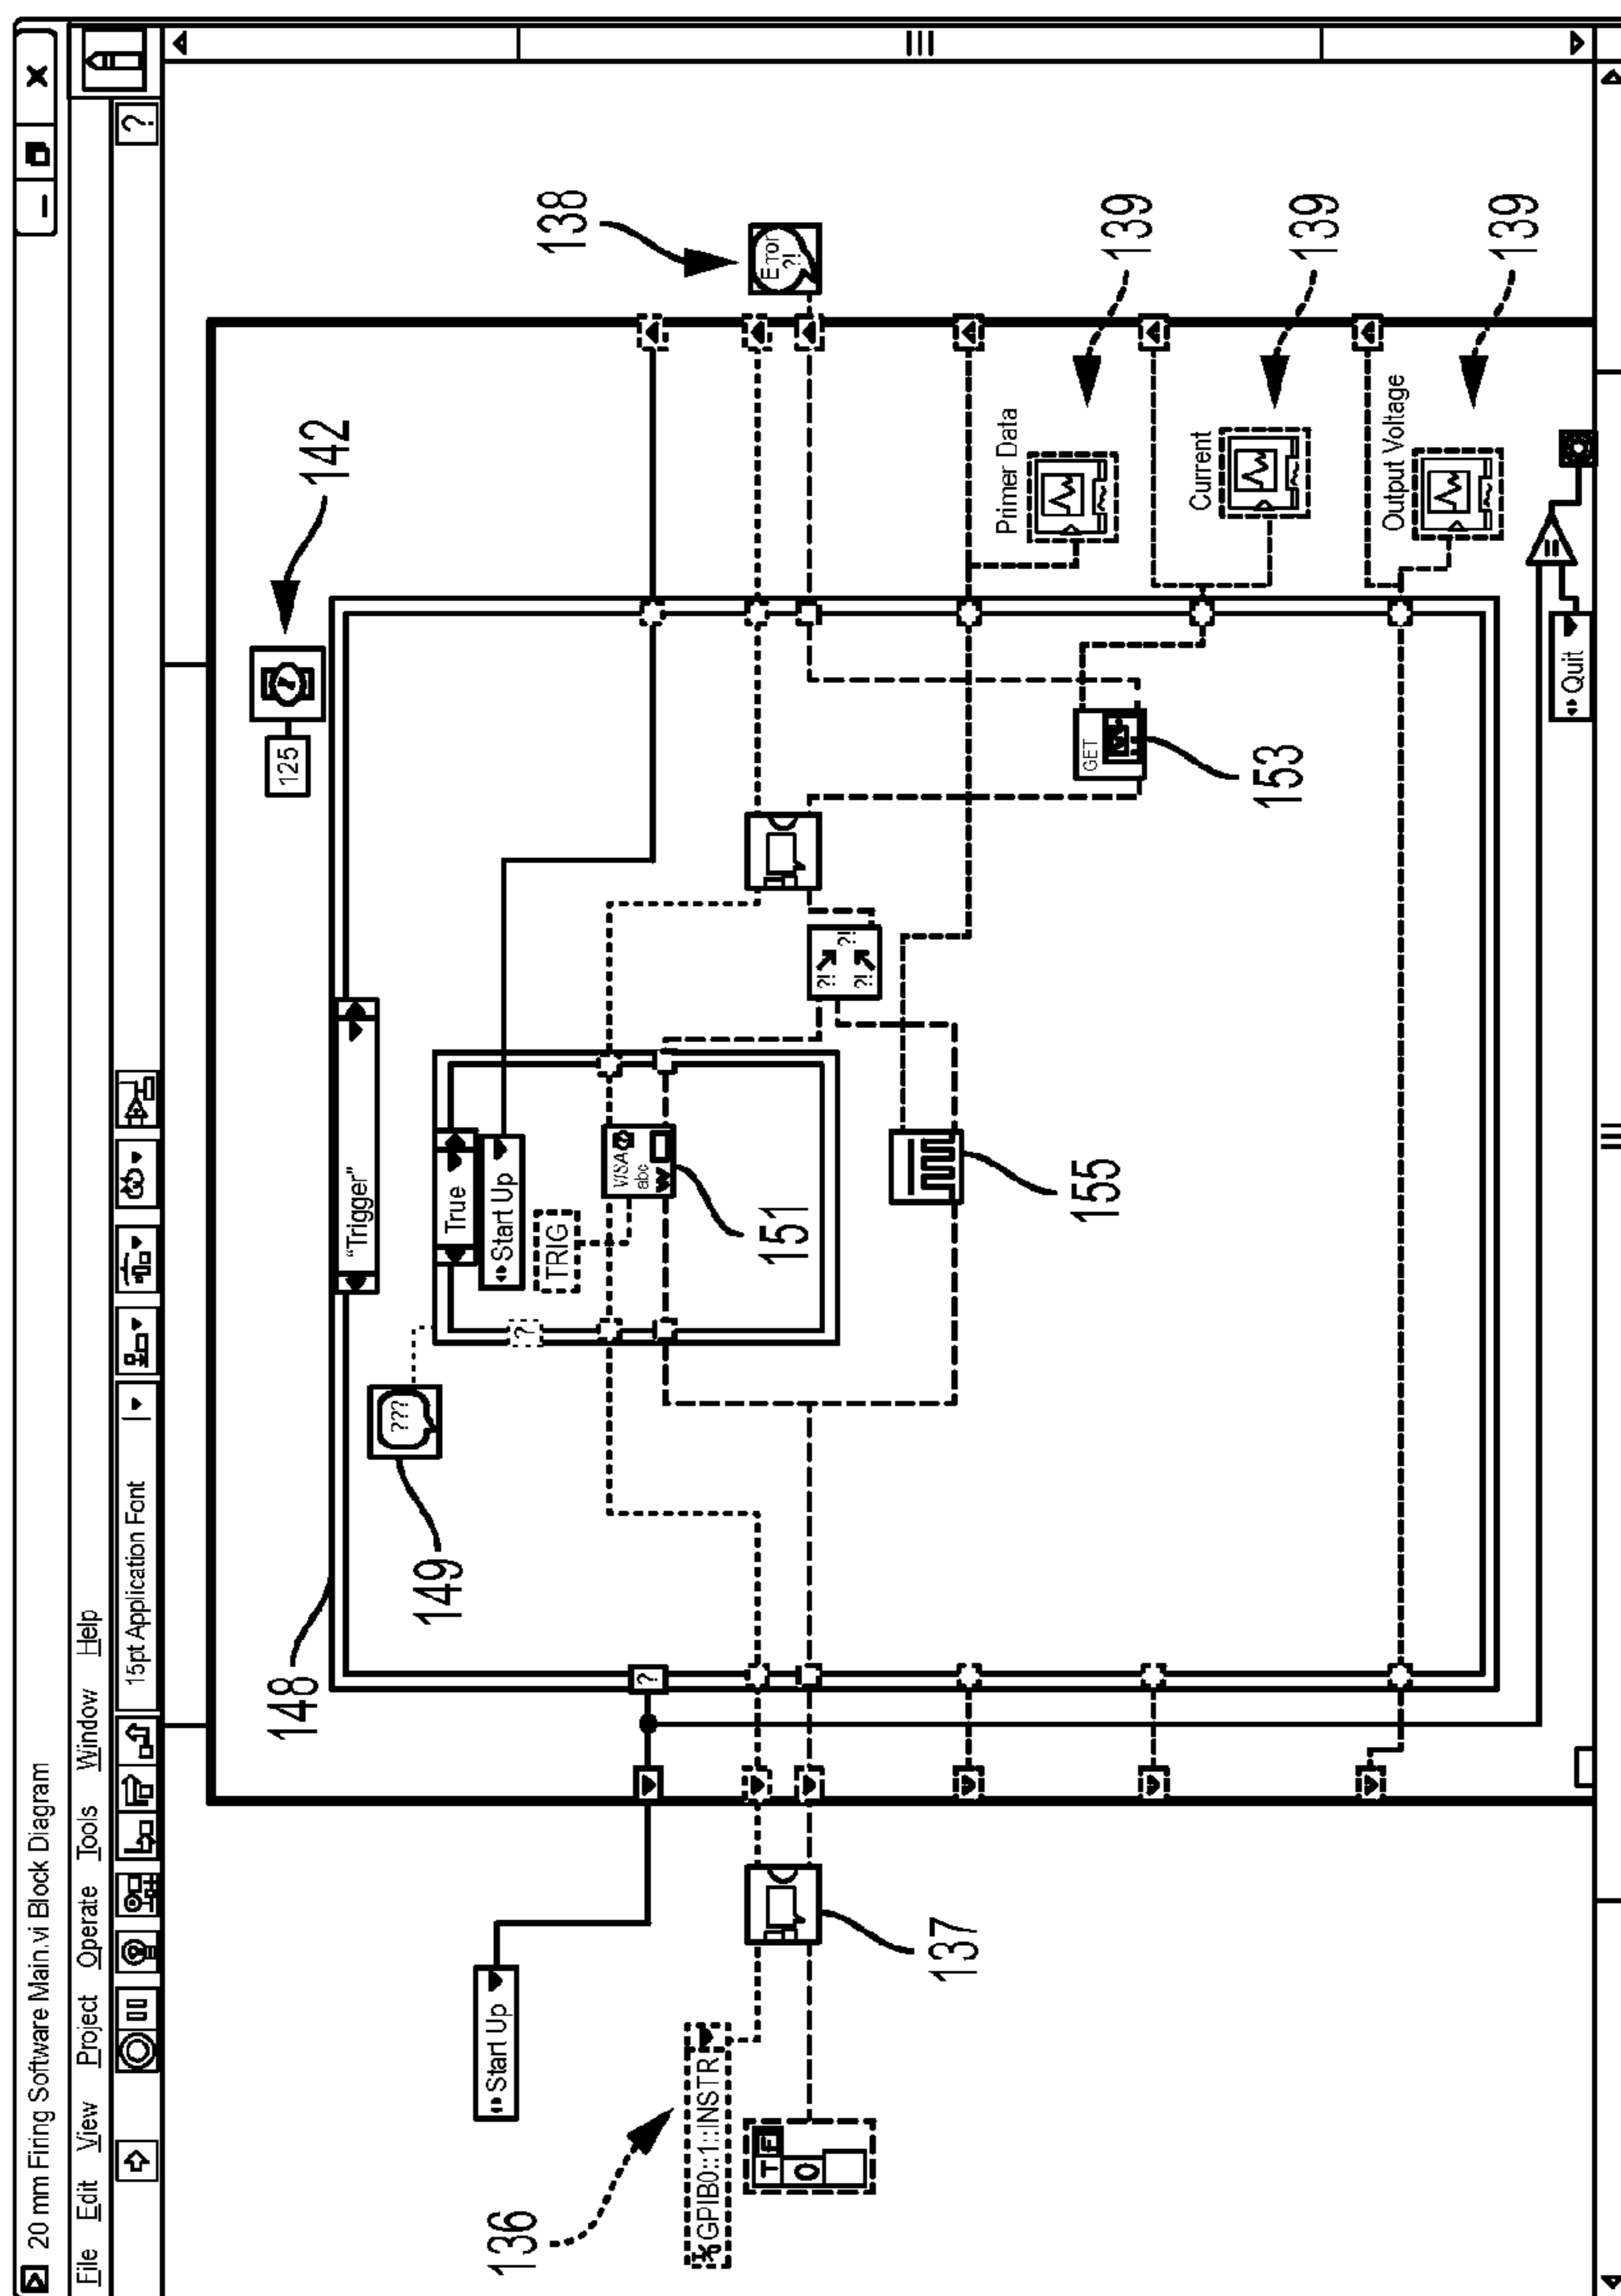 20 mm Firing Software Main.vi Block Diagram
File Edit View Project Operate Tools Window Help
15pt Application Font
?
142
125
148
"Trigger"
149
???
True
Start Up
?
TRIG
VISA
abc
W
151
Start Up
?
138
Error
?!
136
GPIB0::1::INSTR
T F
0
137
?! ?!
?!
155
GET
153
Primer Data
139
Current
139
Output Voltage
139
Quit
=